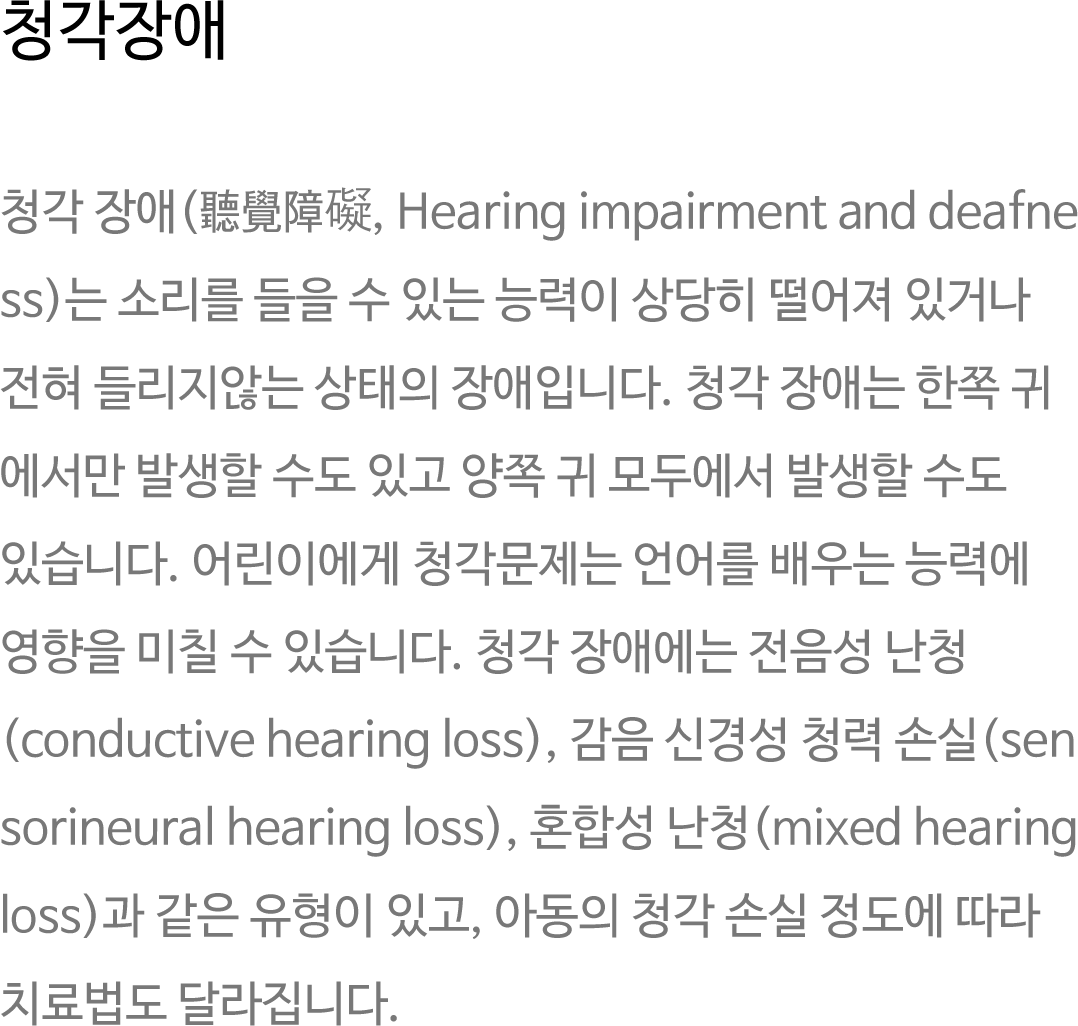 청각장애
청각 장애(聽覺障礙, Hearing impairment and deafne
ss)는 소리를 들을 수 있는 능력이 상당히 떨어져 있거나
전혀 들리지않는 상태의 장애입니다. 청각 장애는 한쪽 귀
에서만 발생할 수도 있고 양쪽 귀 모두에서 발생할 수도
있습니다. 어린이에게 청각문제는 언어를 배우는 능력에
영향을 미칠 수 있습니다. 청각 장애에는 전음성 난청
(conductive hearing loss), 감음 신경성 청력 손실(sen
sorineural hearing loss), 혼합성 난청(mixed hearing
loss)과 같은 유형이 있고, 아동의 청각 손실 정도에 따라
치료법도 달라집니다.